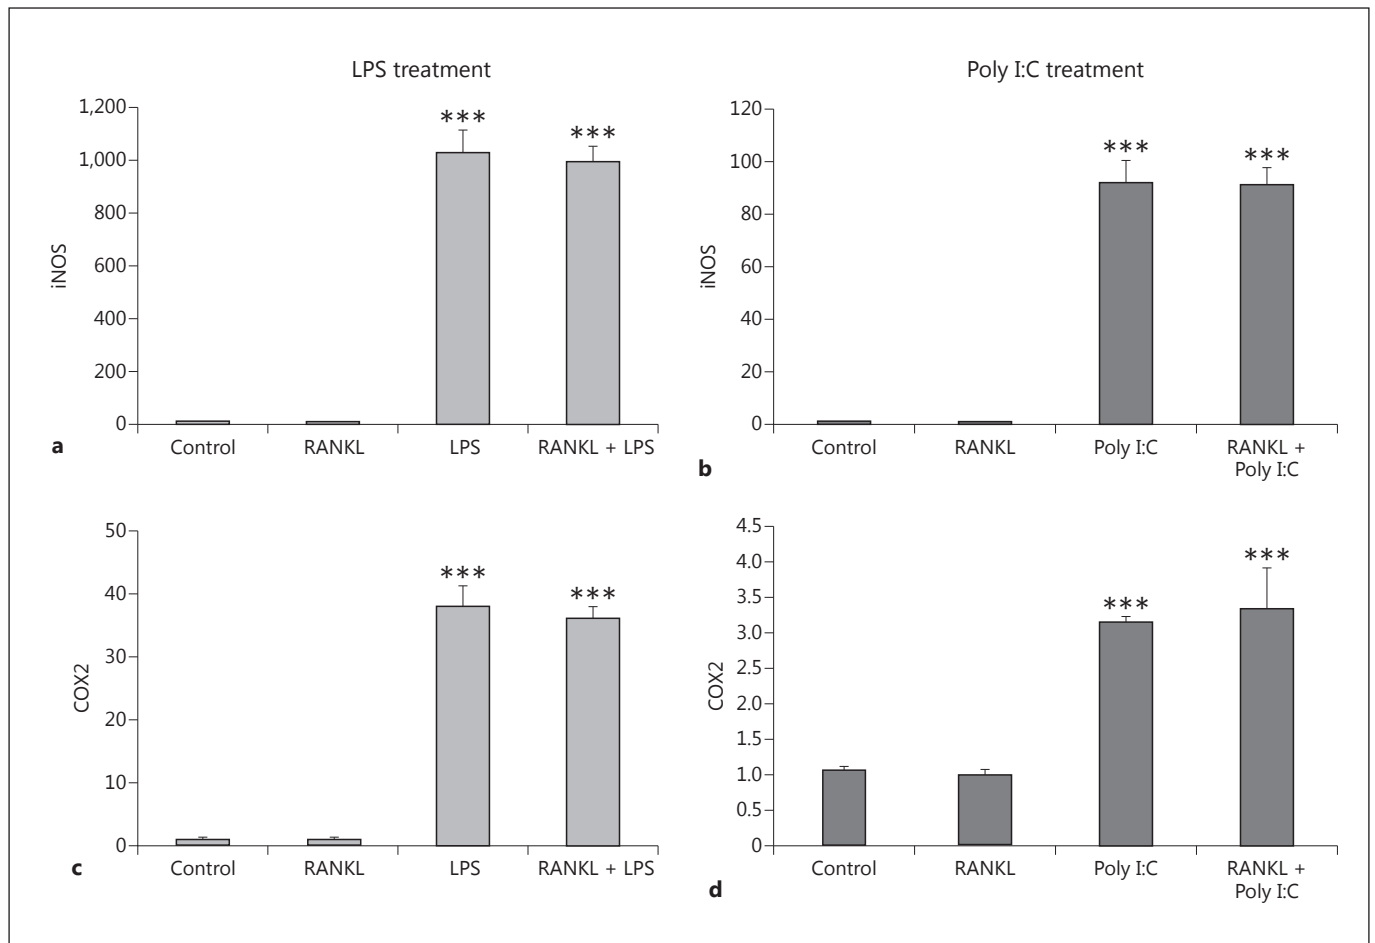 LPS treatment
Poly I:C treatment
1,200
1,000
800
600
400
200
0
iNOS
***
***
Control
RANKL
LPS
RANKL + LPS
a
120
100
80
60
40
20
0
iNOS
***
***
Control
RANKL
Poly I:C
RANKL +
Poly I:C
b
50
40
30
20
10
0
COX2
***
***
Control
RANKL
LPS
RANKL + LPS
c
4.5
4.0
3.5
3.0
2.5
2.0
1.5
1.0
0.5
0
COX2
***
***
Control
RANKL
Poly I:C
RANKL +
Poly I:C
d